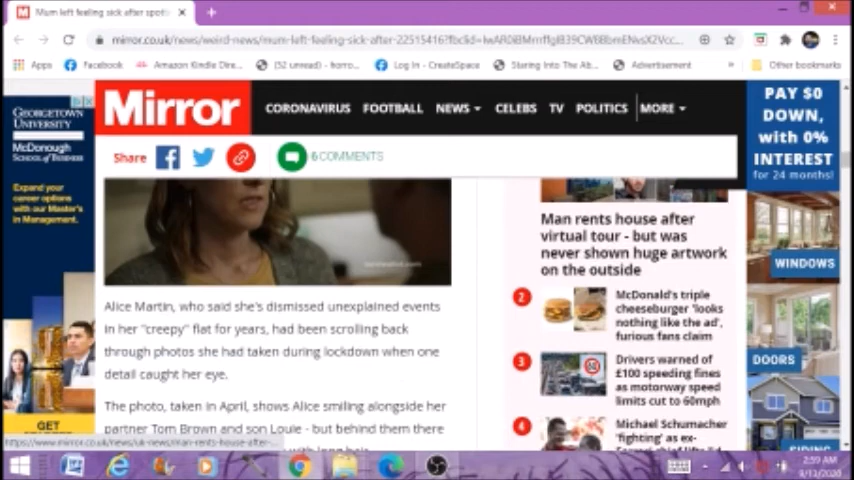 Mum left feeling sick after spott
mirror.co.uk/news/weird-news/mum-left-feeling-sick-after-22515416?fbclid=
Apps
Facebook
Amazon Kindle Dire...
(52 unread) - horro...
Log In - CreateSpace
Staring Into The Ab...
Advertisement
Other bookmarks
GEORGETOWN
UNIVERSITY
McDonough
SCHOOL of BUSINESS
Expand your
career options
with our Master's
in Management.
GET
Mirror
CORONAVIRUS
FOOTBALL
NEWS
CELEBS
TV
POLITICS
MORE
Share
6 COMMENTS
Alice Martin, who said she's dismissed unexplained events
in her "creepy" flat for years, had been scrolling back
through photos she had taken during lockdown when one
detail caught her eye.
The photo, taken in April, shows Alice smiling alongside her
partner Tom Brown and son Louie - but behind them there
with long hair
Man rents house after
virtual tour - but was
never shown huge artwork
on the outside
2
McDonald's triple
cheeseburger 'looks
nothing like the ad',
furious fans claim
3
Drivers warned of
£100 speeding fines
as motorway speed
limits cut to 60mph
4
Michael Schumacher
'fighting' as ex-
PAY $0
DOWN,
with 0%
INTEREST
for 24 months!
WINDOWS
DOORS
SIDING
https://www.mirror.co.uk/news/uk-news/man-rents-house-after-...
2:59 AM
9/13/2020